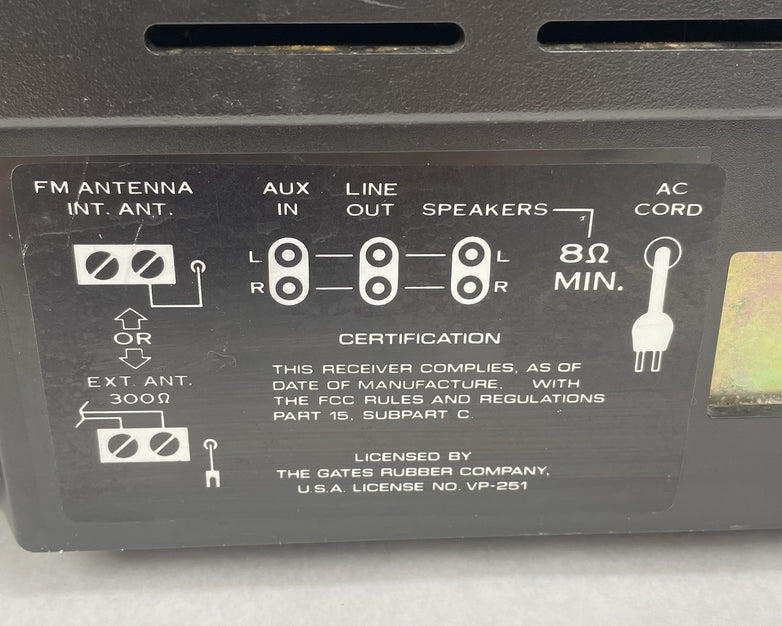 FM ANTENNA
INT. ANT.
OR
EXT. ANT.
300Ω
AUX
IN
LINE
OUT
SPEAKERS
8Ω
MIN.
AC
CORD
L L
R R
CERTIFICATION
THIS RECEIVER COMPLIES, AS OF
DATE OF MANUFACTURE, WITH
THE FCC RULES AND REGULATIONS
PART 15, SUBPART C.
LICENSED BY
THE GATES RUBBER COMPANY,
U.S.A. LICENSE NO. VP-251